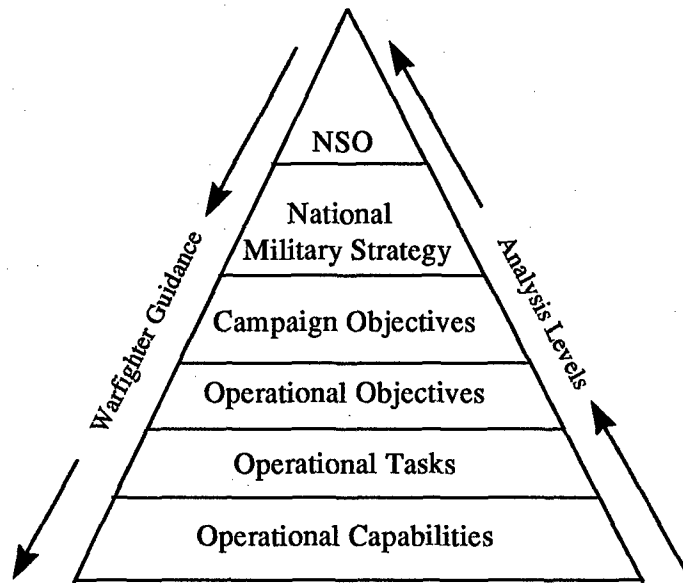 NSO
National
Military Strategy
Campaign Objectives
Operational Objectives
Operational Tasks
Operational Capabilities
Warfighter Guidance
Analysis Levels